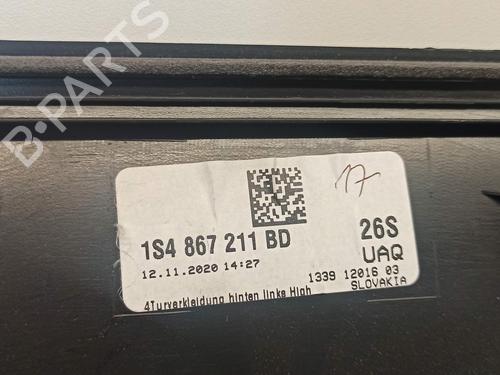 B-PARTS
17
1S4 867 211 BD
26S
12.11.2020 14:27
UAQ
1339 12016 03
SLOVAKIA
4Turverkleidung hinten linke High